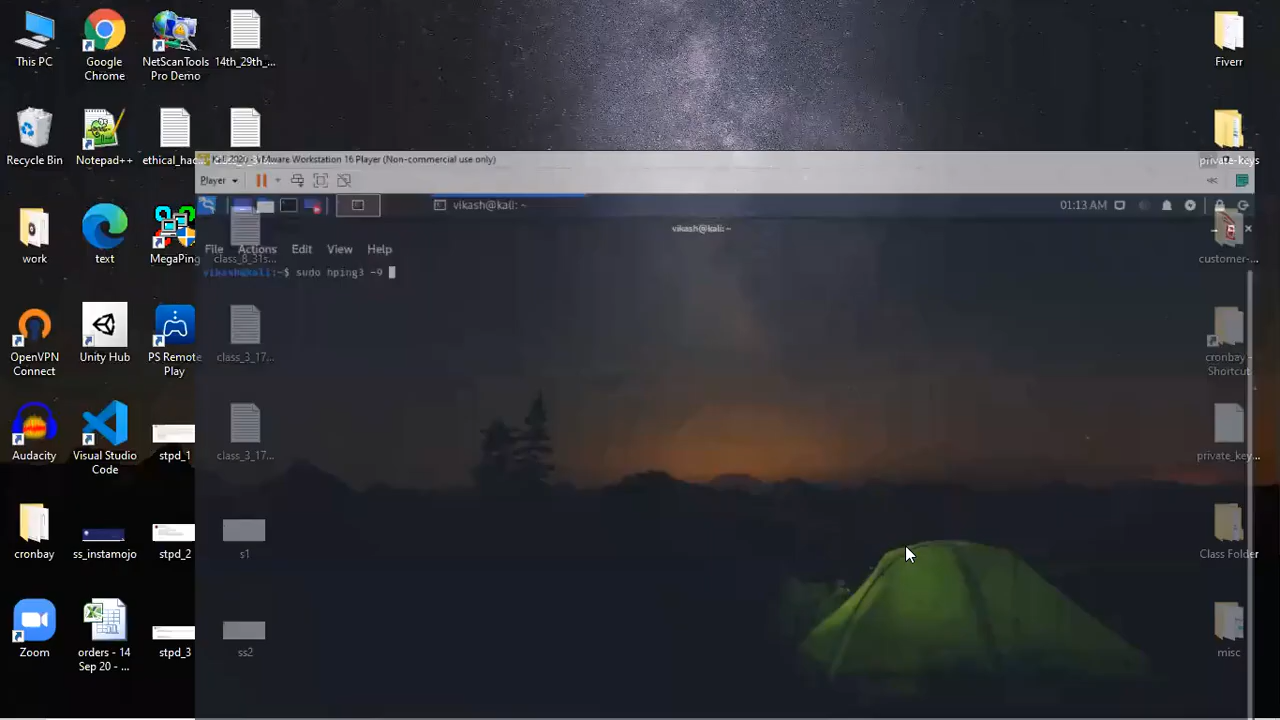 This PC
Google
Chrome
NetScanTools
Pro Demo
14th_29th_...
Fiverr
Recycle Bin
Notepad++
ethical_hac
private-keys
VMware Workstation 16 Player (Non-commercial use only)
Player
vikash@kali: ~
01:13 AM
vikash@kali: ~
File Actions Edit View Help
vikash@kali:~$ sudo hping3 -9
work
text
MegaPing
class_8_31s...
customer-...
OpenVPN
Connect
Unity Hub
PS Remote
Play
class_3_17...
cronbay -
Shortcut
Audacity
Visual Studio
Code
stpd_1
class_3_17...
private_key...
cronbay
ss_instamojo
stpd_2
s1
Class Folder
Zoom
orders - 14
Sep 20 - ...
stpd_3
ss2
misc